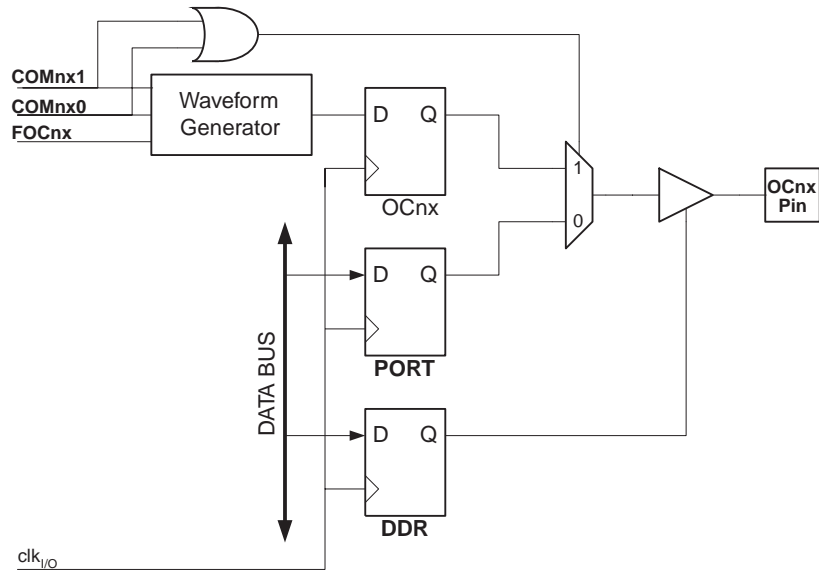 COMnx1
COMnx0
FOCnx
Waveform
Generator
D Q
OCnx
1
0
OCnx
Pin
D Q
PORT
DATA BUS
D Q
DDR
clkI/O